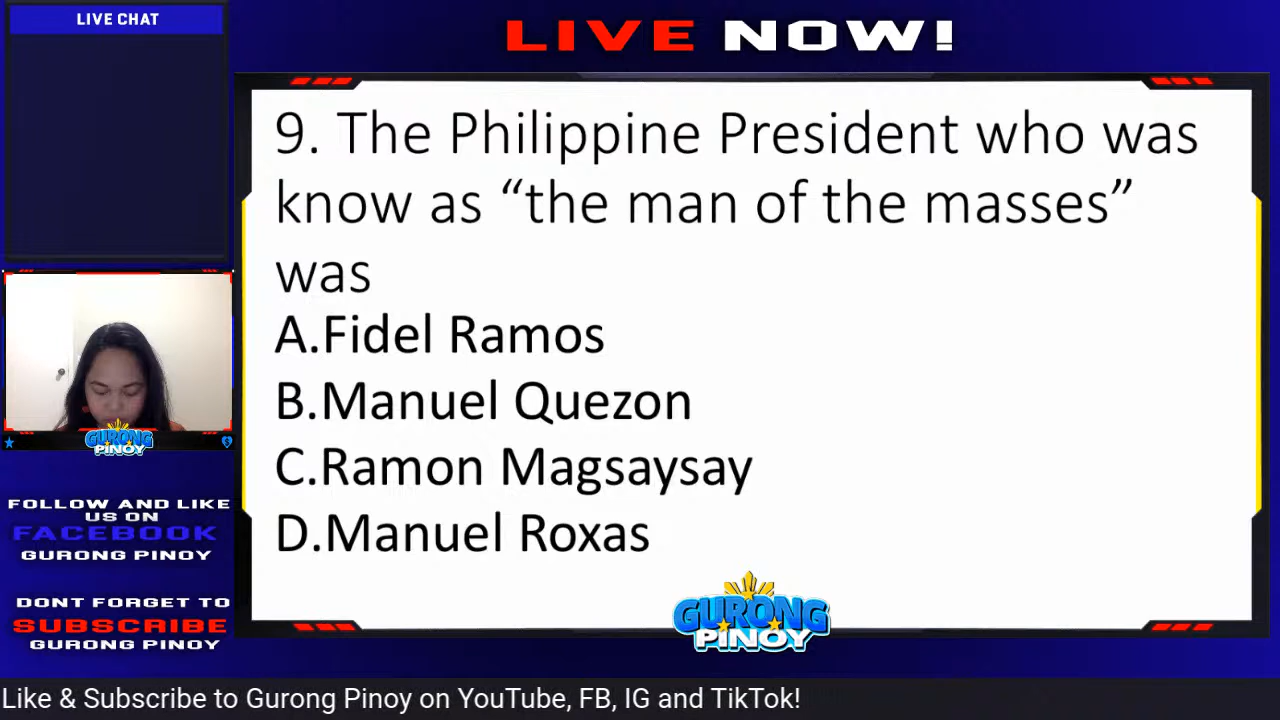 LIVE CHAT
LIVE NOW!
9. The Philippine President who was
know as “the man of the masses”
was
A.Fidel Ramos
B.Manuel Quezon
C.Ramon Magsaysay
D.Manuel Roxas
GURONG
PINOY
FOLLOW AND LIKE
US ON
FACEBOOK
GURONG PINOY
DONT FORGET TO
SUBSCRIBE
GURONG PINOY
GURONG
PINOY
Like & Subscribe to Gurong Pinoy on YouTube, FB, IG and TikTok!